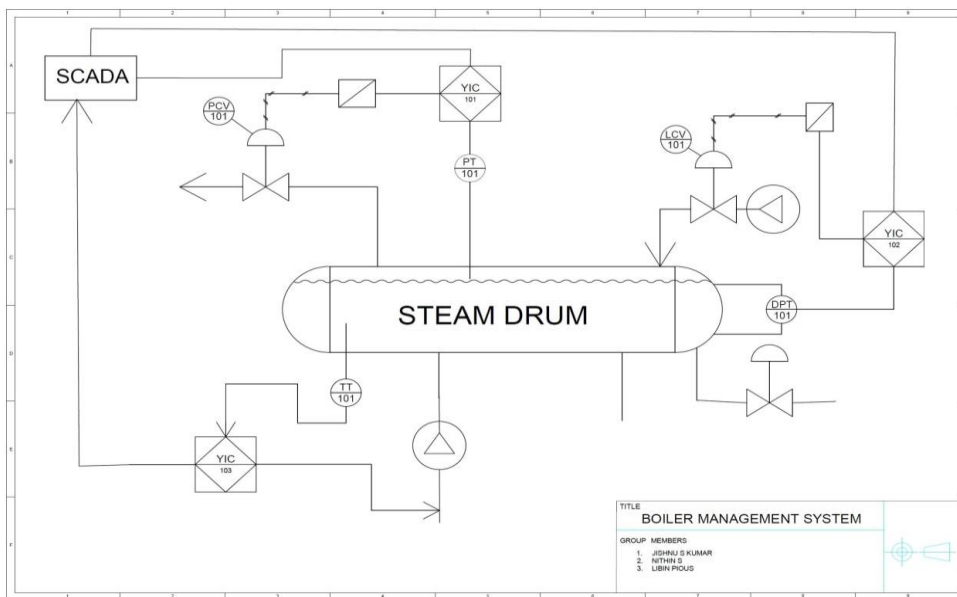 SCADA
PCV
101
YIC
101
PT
101
LCV
101
YIC
102
STEAM DRUM
DPT
101
TT
101
YIC
103
TITLE
BOILER MANAGEMENT SYSTEM
GROUP MEMBERS
1. JISHNU S KUMAR
2. NITHIN S
3. LIBIN PIOUS